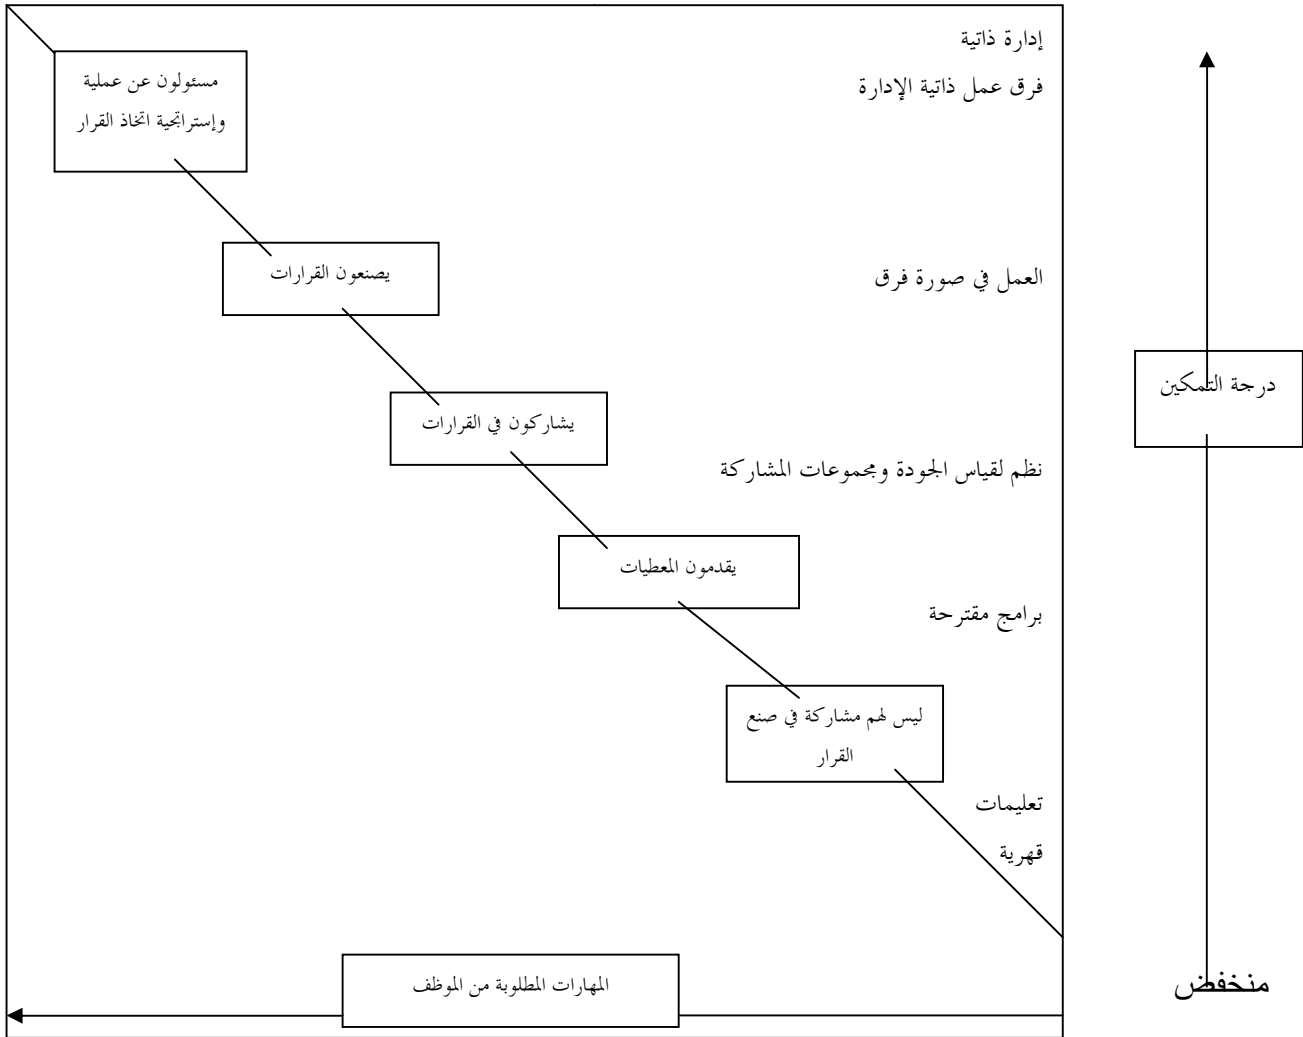 إدارة ذاتية
فرق عمل ذاتية الإدارة
مسئولون عن عملية
وإستراتجية اتخاذ القرار
العمل في صورة فرق
يصنعون القرارات
درجة التمكين
يشاركون في القرارات
نظم لقياس الجودة ومجموعات المشاركة
يقدمون المعطيات
برامج مقترحة
ليس لهم مشاركة في صنع
القرار
تعليمات
قهرية
منخفض
المهارات المطلوبة من الموظف